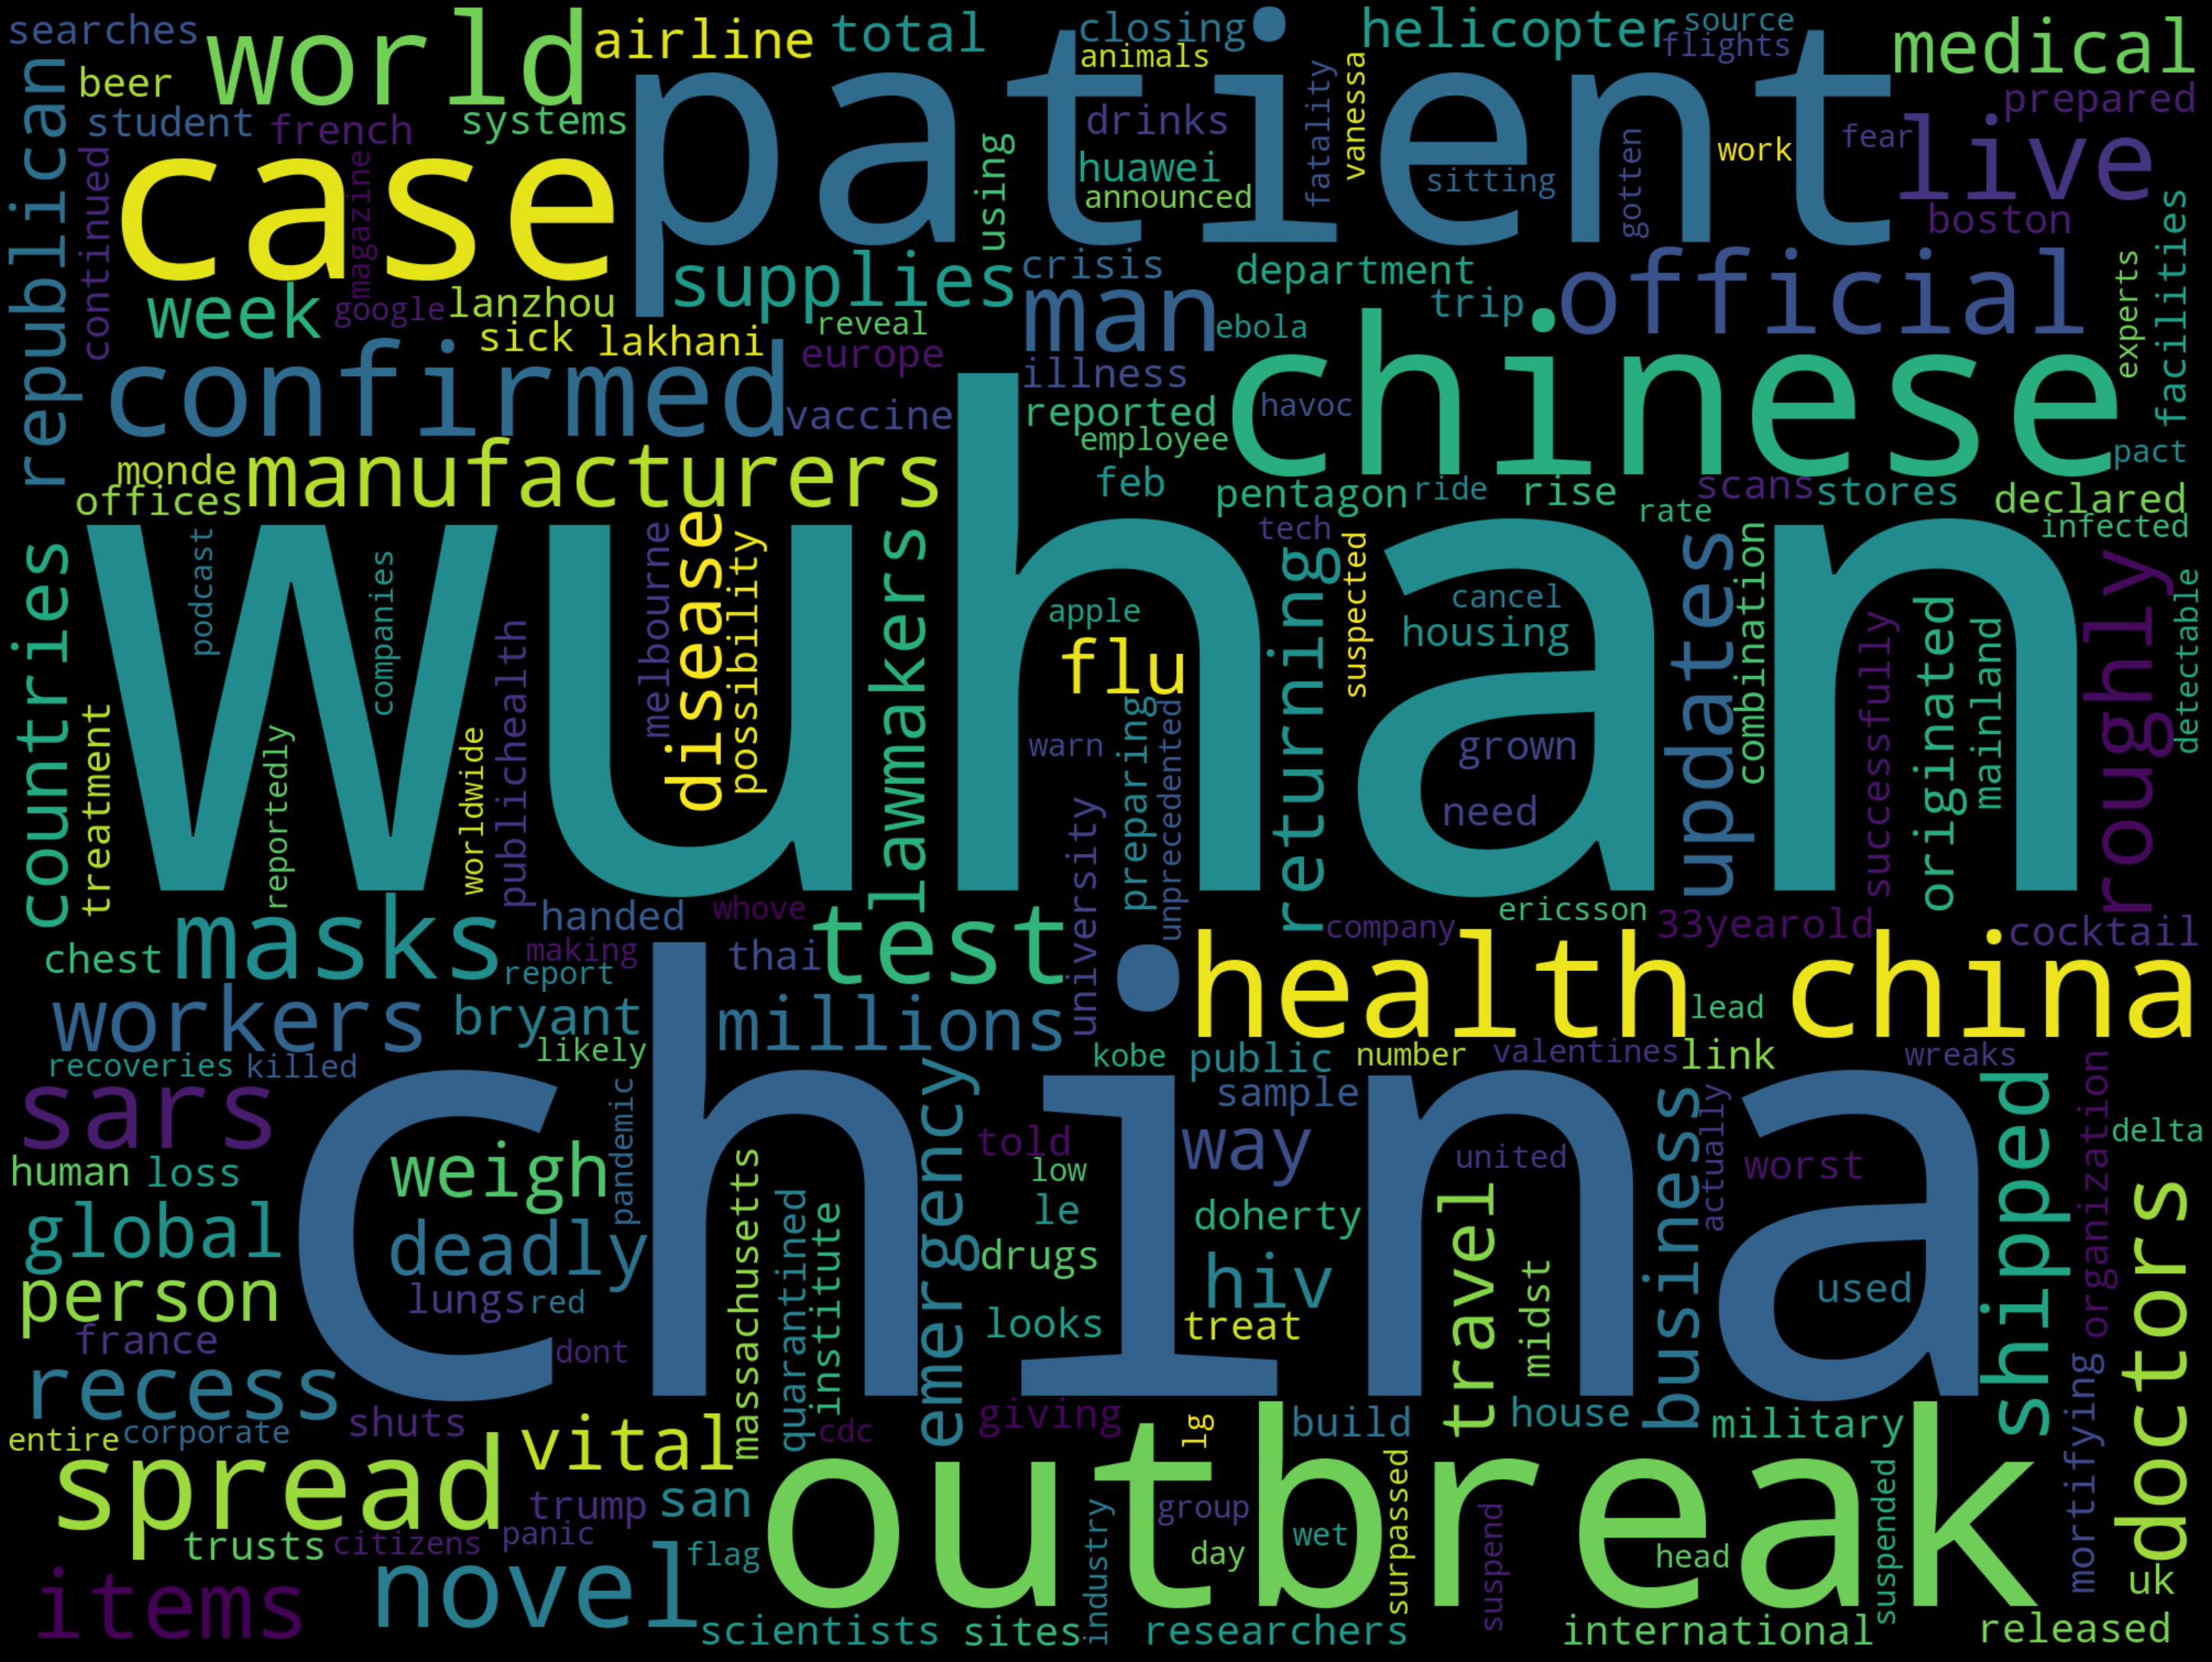 searches
world
airline
total
closing
helicopter
source
flights
medical
beer
animals
patient
prepared
republican
student
french
systems
drinks
fatality
vanessa
work
fear
live
case
continued
magazine
using
huawei
announced
sitting
gotten
boston
facilities
week
google
lanzhou
supplies
crisis
man
department
trip
official
experts
sick
lakhani
reveal
ebola
confirmed
europe
illness
chinese
vaccine
reported
havoc
employee
monde
manufacturers
offices
feb
pentagon
ride
rise
scans
stores
pact
declared
rate
infected
tech
wuhan
countries
podcast
companies
melbourne
disease
possibility
lawmakers
apple
flu
returning
suspected
cancel
housing
updates
combination
successfully
originated
mainland
roughly
detectable
treatment
reportedly
worldwide
publichealth
warn
preparing
unprecedented
grown
need
university
masks
handed
whove
test
company
ericsson
33yearold
cocktail
chest
making
report
thai
health
china
workers
bryant
millions
lead
recoveries
killed
likely
kobe
public
number
valentines
link
wreaks
sars
pandemic
china
emergency
sample
business
actually
shipped
organization
delta
human
loss
weigh
massachusetts
told
low
way
united
worst
global
deadly
quarantined
institute
le
doherty
travel
doctors
person
lungs
red
drugs
hiv
midst
used
france
dont
looks
treat
recess
mortifying
entire
corporate
shuts
vital
cdc
giving
lg
build
house
military
spread
outbreak
trump
san
industry
group
surpassed
suspend
suspended
trusts
citizens
panic
flag
day
wet
head
uk
items
novel
scientists
sites
researchers
international
released